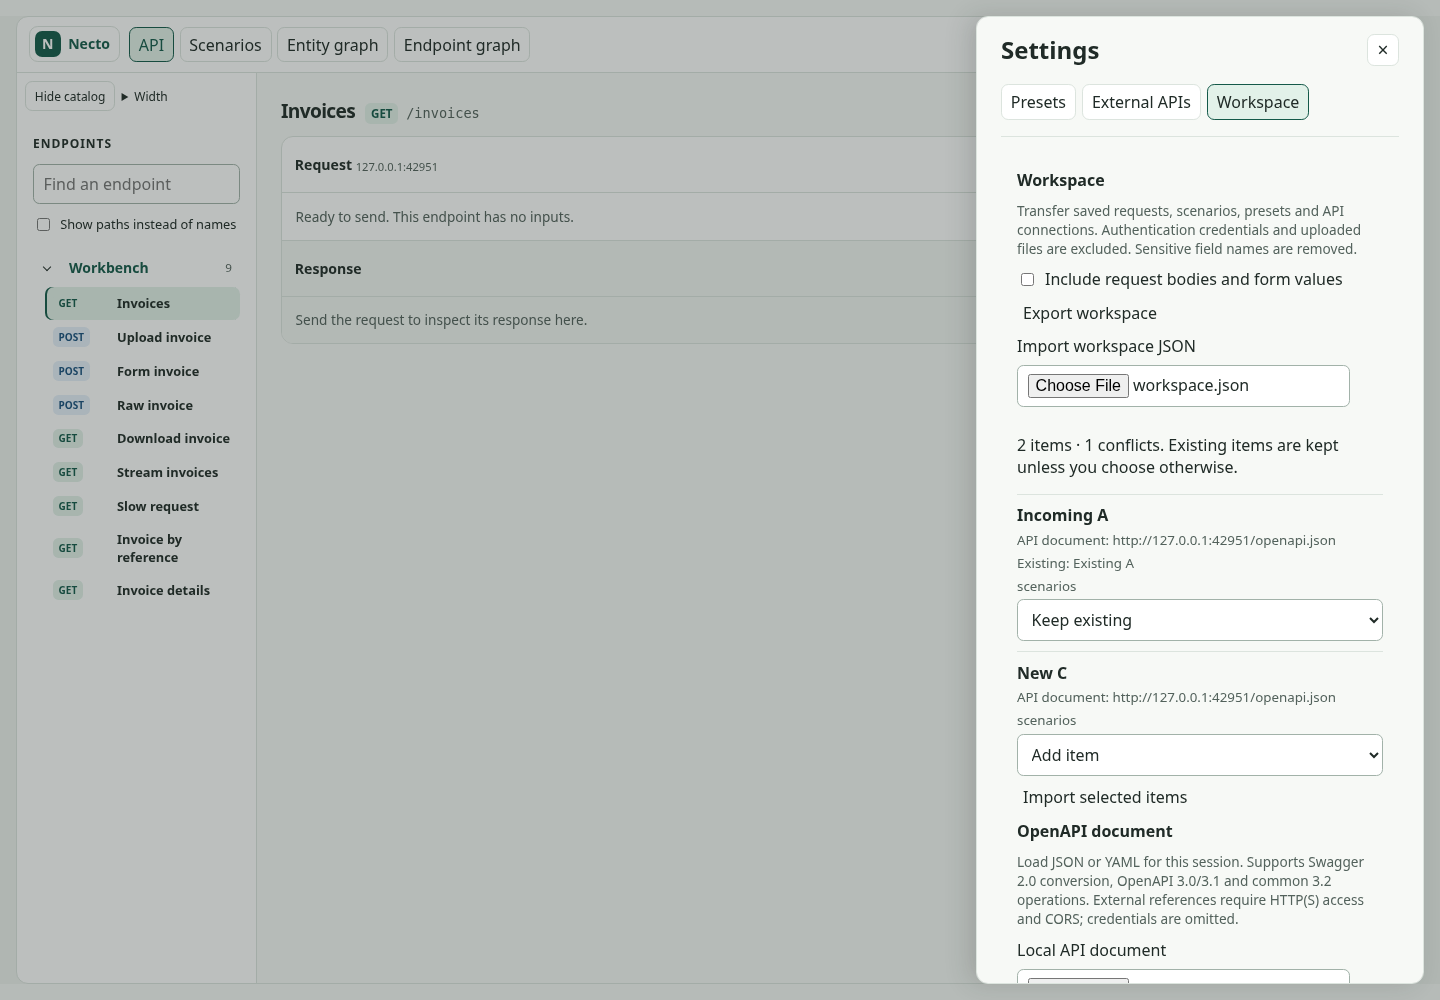 N Necto API Scenarios Entity graph Endpoint graph
Hide catalog ▶ Width
ENDPOINTS
Find an endpoint
Show paths instead of names
Workbench 9
GET Invoices
POST Upload invoice
POST Form invoice
POST Raw invoice
GET Download invoice
GET Stream invoices
GET Slow request
GET Invoice by
reference
GET Invoice details
Invoices GET /invoices
Request 127.0.0.1:42951
Ready to send. This endpoint has no inputs.
Response
Send the request to inspect its response here.
Settings ×
Presets External APIs Workspace
Workspace
Transfer saved requests, scenarios, presets and API
connections. Authentication credentials and uploaded
files are excluded. Sensitive field names are removed.
Include request bodies and form values
Export workspace
Import workspace JSON
Choose File workspace.json
2 items · 1 conflicts. Existing items are kept
unless you choose otherwise.
Incoming A
API document: http://127.0.0.1:42951/openapi.json
Existing: Existing A
scenarios
Keep existing
New C
API document: http://127.0.0.1:42951/openapi.json
scenarios
Add item
Import selected items
OpenAPI document
Load JSON or YAML for this session. Supports Swagger
2.0 conversion, OpenAPI 3.0/3.1 and common 3.2
operations. External references require HTTP(S) access
and CORS; credentials are omitted.
Local API document